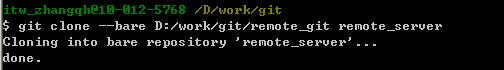 itw_zhangqh@10-012-5768 /D/work/git
$ git clone --bare D:/work/git/remote_git remote_server
Cloning into bare repository 'remote_server'...
done.